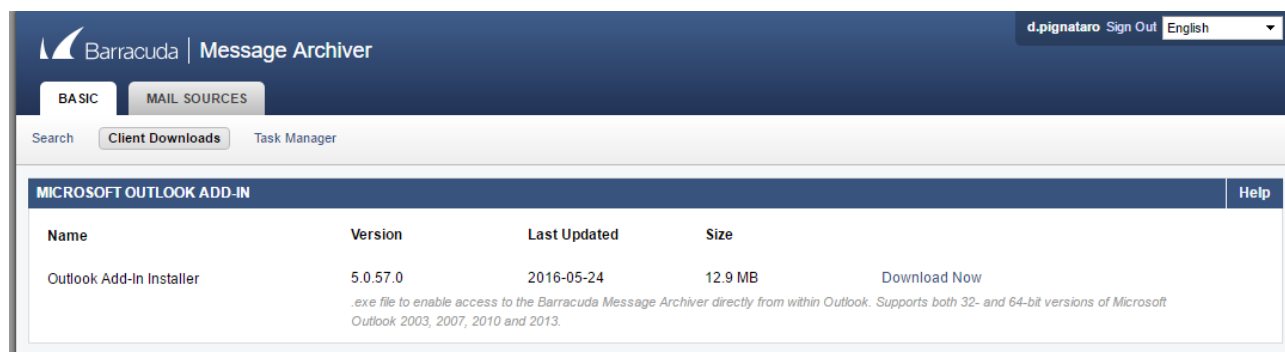 d.pignataro Sign Out English
Barracuda | Message Archiver
BASIC MAIL SOURCES
Search Client Downloads Task Manager
MICROSOFT OUTLOOK ADD-IN Help
Name Version Last Updated Size
Outlook Add-In Installer 5.0.57.0 2016-05-24 12.9 MB Download Now
.exe file to enable access to the Barracuda Message Archiver directly from within Outlook. Supports both 32- and 64-bit versions of Microsoft
Outlook 2003, 2007, 2010 and 2013.